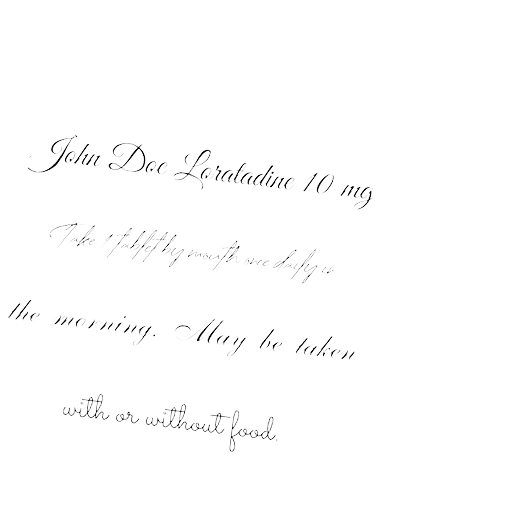 John Doe Loratadine 10 mg
Take 1 tablet by mouth once daily in
the morning. May be taken
with or without food.